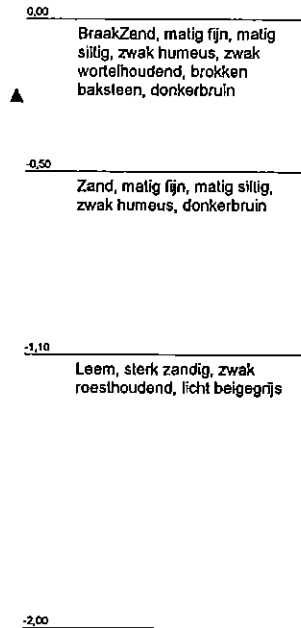 0,00
BraakZand, matig fijn, matig
siltig, zwak humeus, zwak
wortelhoudend, brokken
baksteen, donkerbruin
-0,50
Zand, matig fijn, matig siltig,
zwak humeus, donkerbruin
-1,10
Leem, sterk zandig, zwak
roesthoudend, licht beigegrijs
-2,00